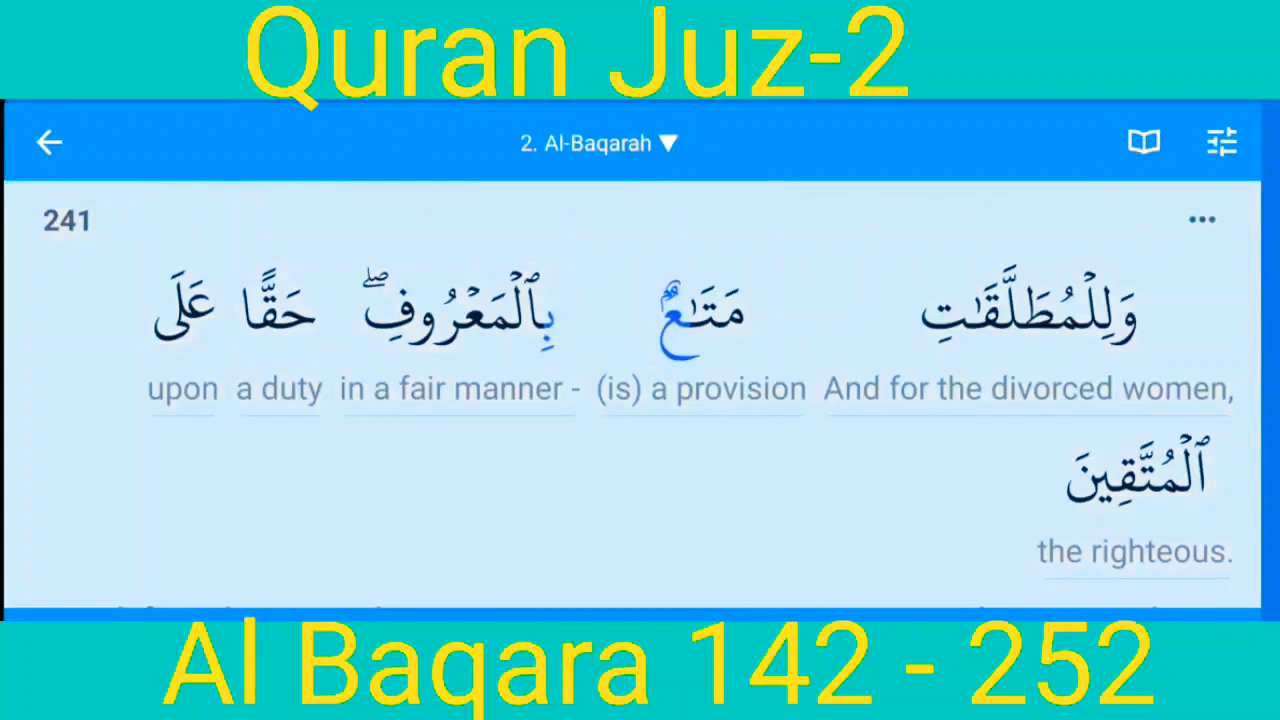 Quran Juz-2
2. Al-Baqarah ▼
241
وَلِلْمُطَلَّقَـٰتِ مَتَـٰعٌۢ بِٱلْمَعْرُوفِ ۖ حَقًّا عَلَى
upon a duty in a fair manner - (is) a provision And for the divorced women,
ٱلْمُتَّقِينَ
the righteous.
Al Baqara 142 - 252